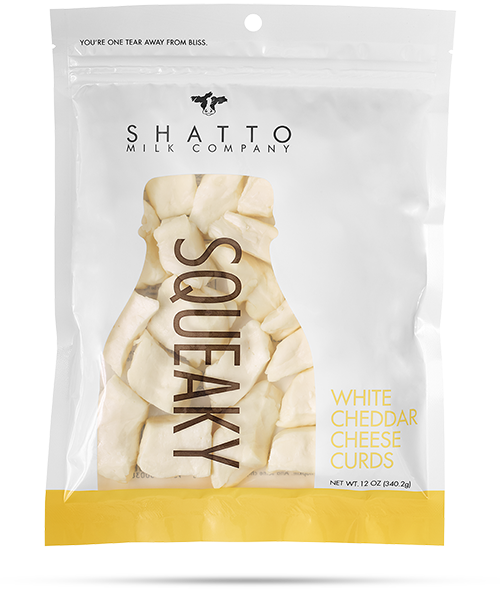 YOU'RE ONE TEAR AWAY FROM BLISS.
SHATTO
MILK COMPANY
SQUEAKY
WHITE
CHEDDAR
CHEESE
CURDS
NET WT. 12 OZ (340.2g)